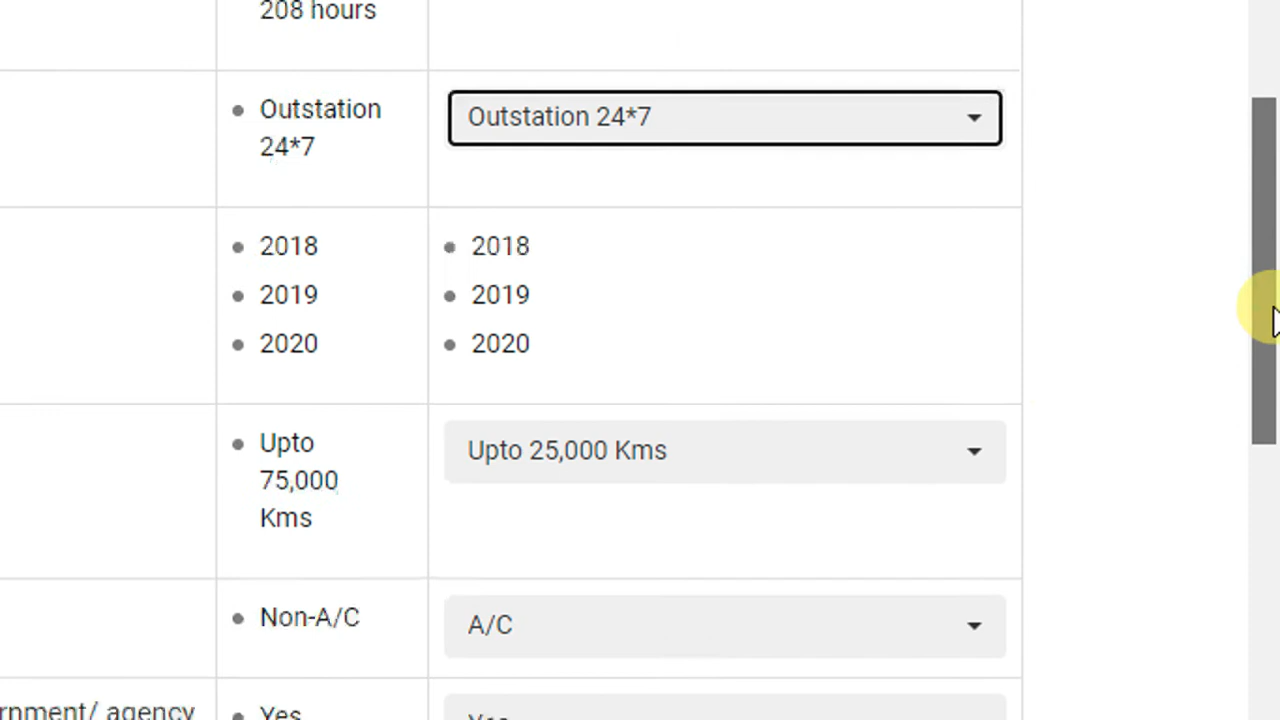 208 hours
Outstation
24*7
Outstation 24*7
2018
2019
2020
2018
2019
2020
Upto
75,000
Kms
Upto 25,000 Kms
Non-A/C
A/C
rnment/ agency
Yes
Yes